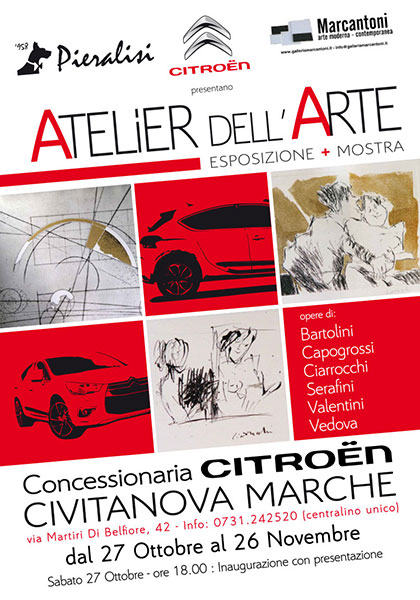 '958 Pieralisi
CITROËN
Marcantoni
arte moderna - contemporanea
www.galleriamarcantoni.it - info@galleriamarcantoni.it
presentano
ATELiER DELL'ARTE
ESPOSIZIONE + MOSTRA
opere di:
Bartolini
Capogrossi
Ciarrocchi
Serafini
Valentini
Vedova
Concessionaria CITROËN
CIVITANOVA MARCHE
via Martiri Di Belfiore, 42 - Info: 0731.242520 (centralino unico)
dal 27 Ottobre al 26 Novembre
Sabato 27 Ottobre - ore 18.00 : Inaugurazione con presentazione